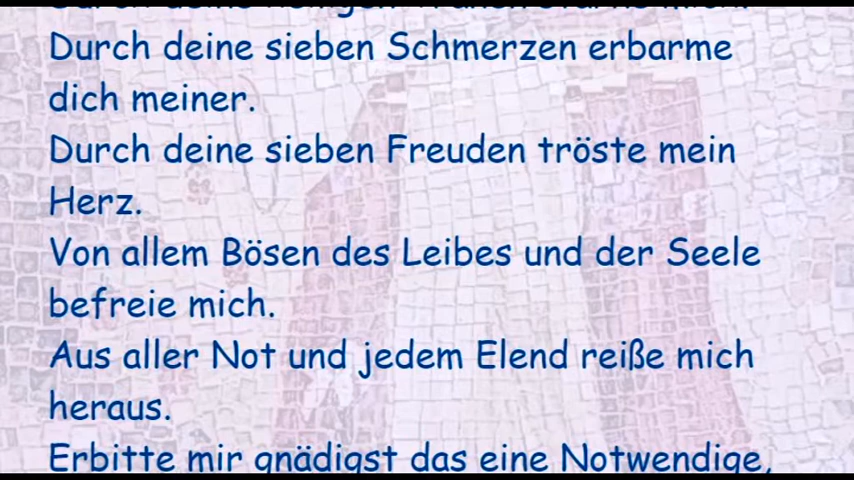 Durch deine sieben Schmerzen erbarme
dich meiner.
Durch deine sieben Freuden tröste mein
Herz.
Von allem Bösen des Leibes und der Seele
befreie mich.
Aus aller Not und jedem Elend reiße mich
heraus.
Erbitte mir gnädigst das eine Notwendige,